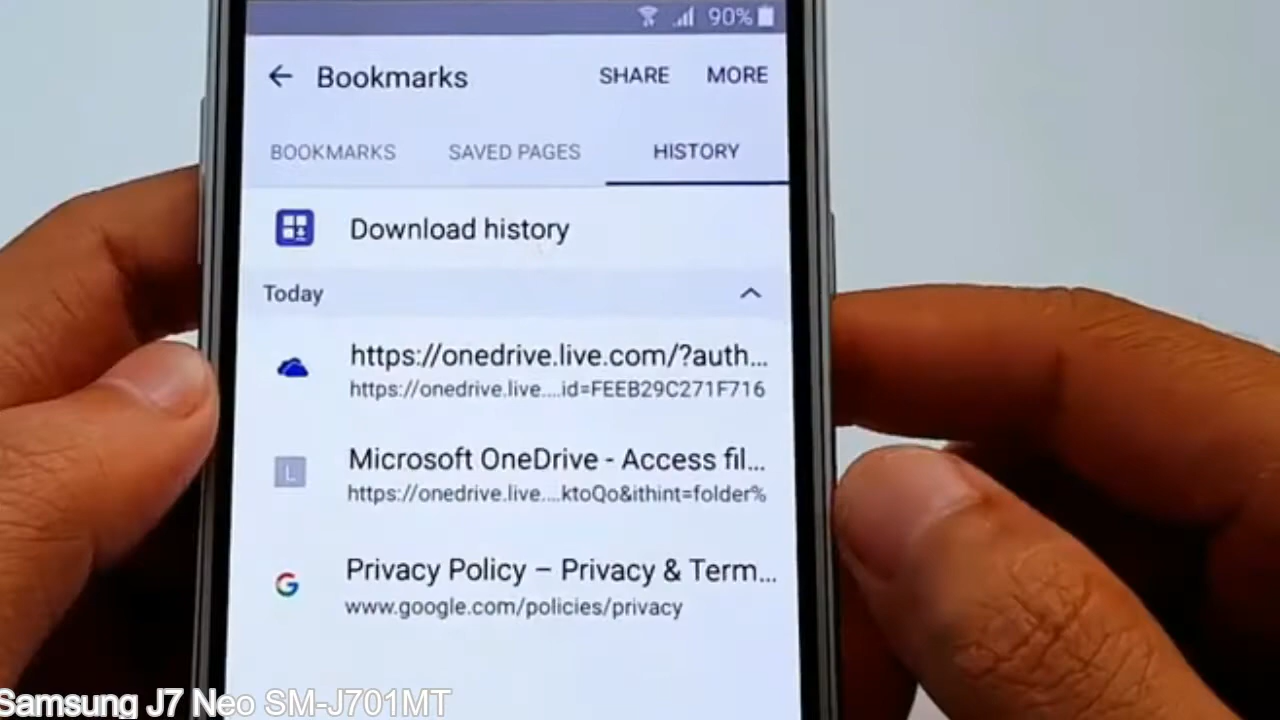 90%
Bookmarks SHARE MORE
BOOKMARKS SAVED PAGES HISTORY
Download history
Today
https://onedrive.live.com/?auth...
https://onedrive.live....id=FEEB29C271F716
L
Microsoft OneDrive - Access fil...
https://onedrive.live....ktoQo&ithint=folder%
G
Privacy Policy – Privacy & Term...
www.google.com/policies/privacy
Samsung J7 Neo SM-J701MT